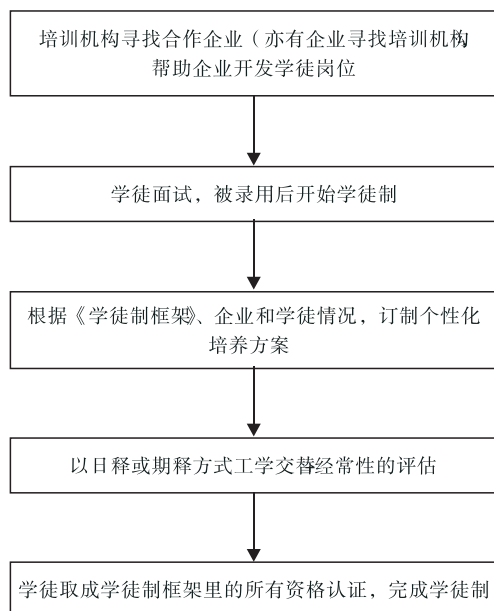 培训机构寻找合作企业（亦有企业寻找培训机构，
帮助企业开发学徒岗位
学徒面试，被录用后开始学徒制
根据《学徒制框架》、企业和学徒情况，订制个性化
培养方案
以日释或期释方式工学交替经常性的评估
学徒取成学徒制框架里的所有资格认证，完成学徒制